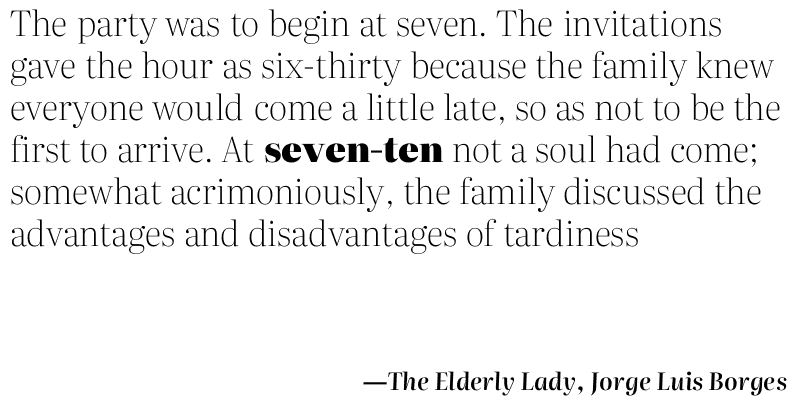 The party was to begin at seven. The invitations
gave the hour as six-thirty because the family knew
everyone would come a little late, so as not to be the
first to arrive. At seven-ten not a soul had come;
somewhat acrimoniously, the family discussed the
advantages and disadvantages of tardiness
—The Elderly Lady, Jorge Luis Borges